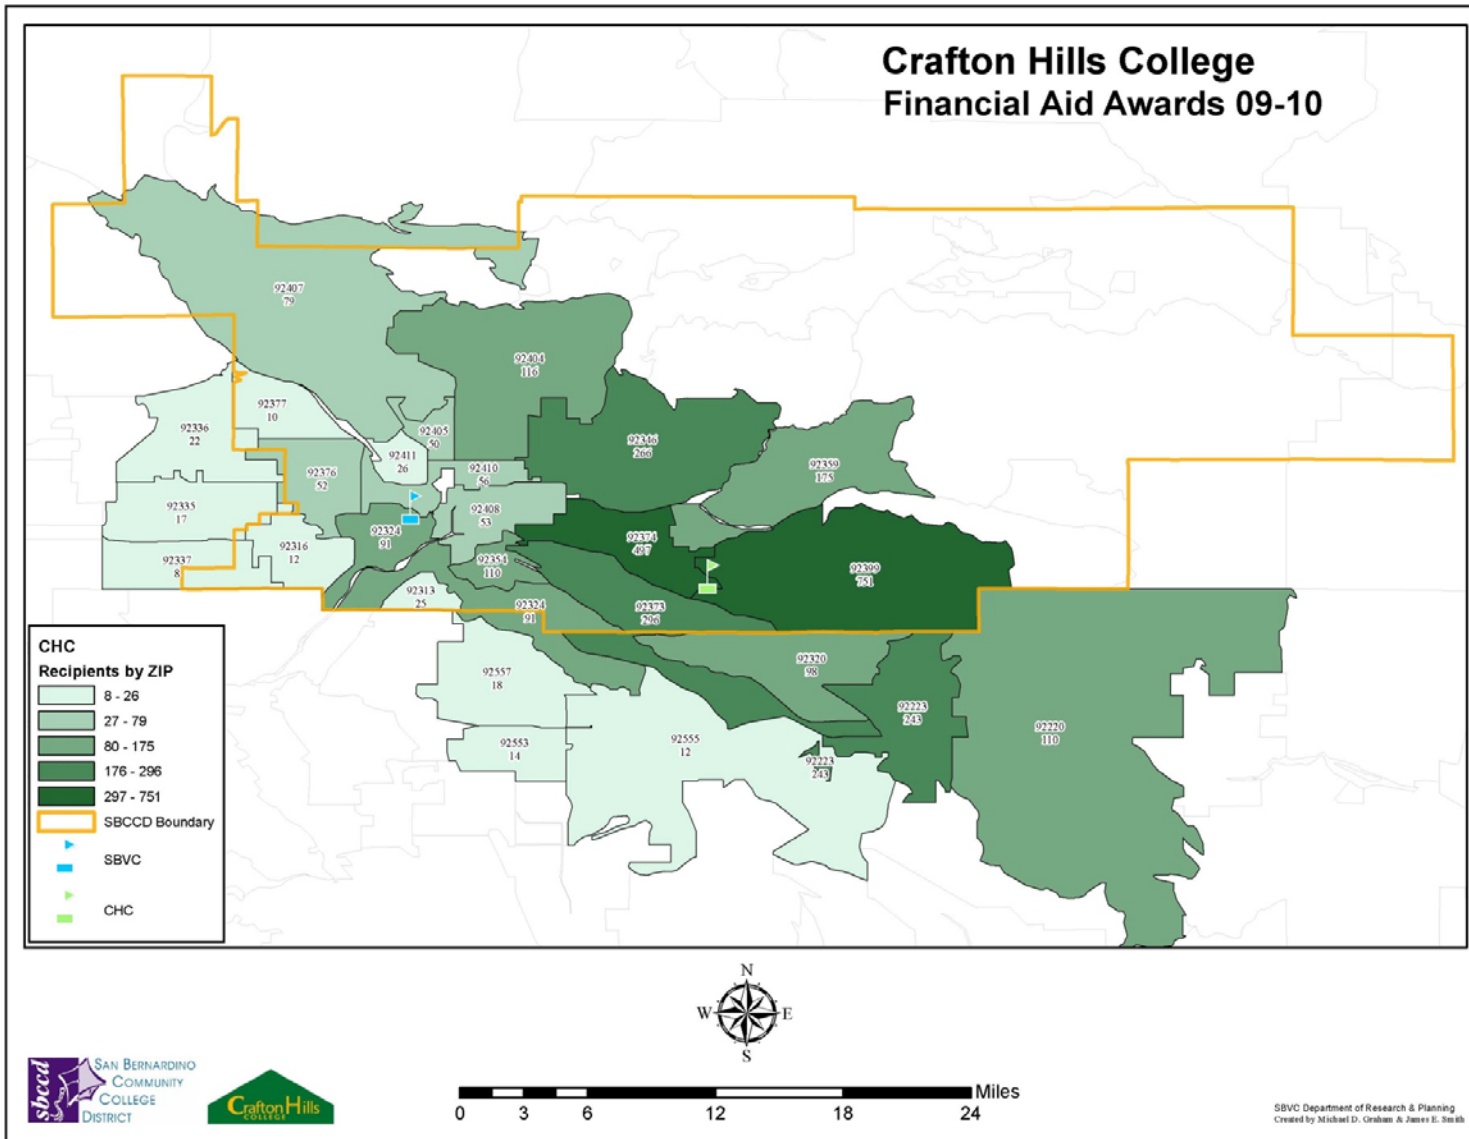 Crafton Hills College
Financial Aid Awards 09-10
92407
79
92404
116
92377
10
92336
22
92405
50
92411
26
92376
52
92410
56
92346
266
92359
175
92335
17
92408
53
92324
91
92374
497
92316
12
92337
8
92354
110
92399
751
92313
25
92324
91
92373
296
92320
98
92557
18
92223
243
92220
110
92553
14
92555
12
92223
243
CHC
Recipients by ZIP
8 - 26
27 - 79
80 - 175
176 - 296
297 - 751
SBCCD Boundary
SBVC
CHC
N
W
E
S
sbccd
SAN BERNARDINO
COMMUNITY
COLLEGE
DISTRICT
Crafton Hills
COLLEGE
Miles
0 3 6 12 18 24
SBVC Department of Research & Planning
Created by Michael D. Graham & James E. Smith